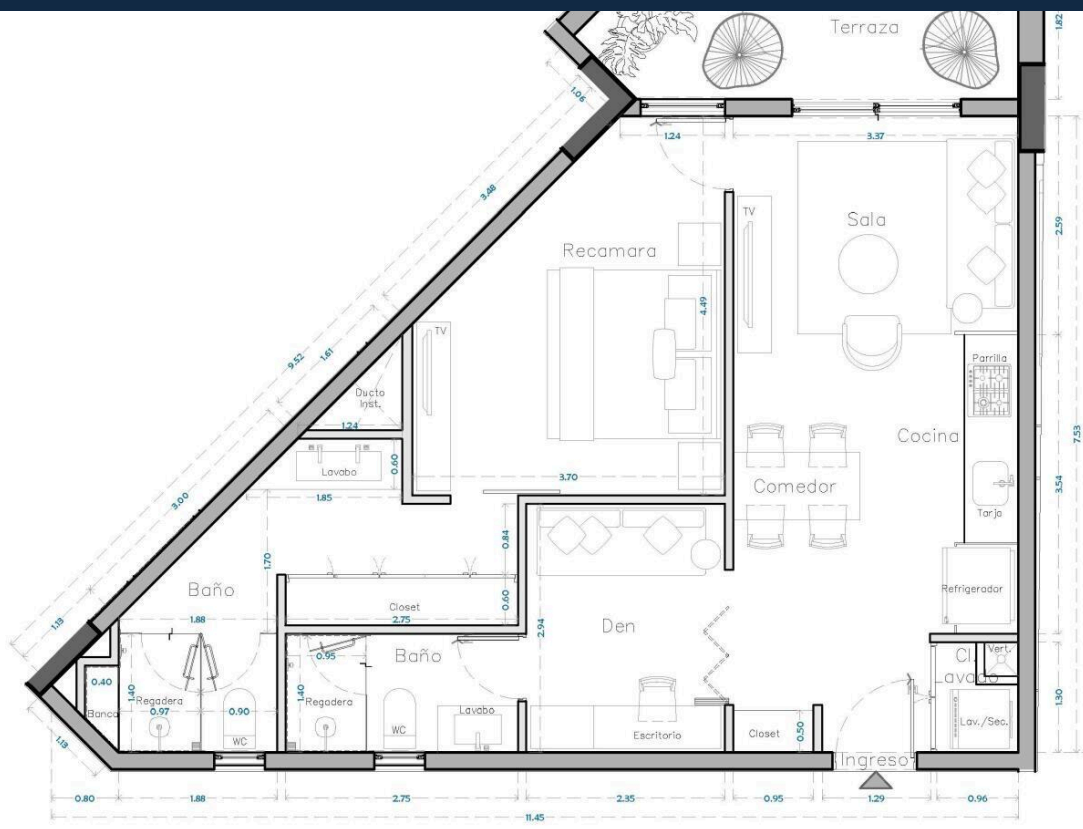 Terraza
1.82
1.06
1.24
3.37
3.48
TV
Sala
2.59
Recamara
4.49
9.52
1.61
TV
Parrilla
Ducto
Inst.
1.24
Cocina
7.53
Lavabo
0.60
3.70
Comedor
3.54
1.85
Tarja
3.00
1.70
0.84
Baño
Refrigerador
Closet
0.60
1.13
1.88
2.75
2.94
Den
0.95
Baño
Vert.
Cl.
Lavado
0.40
1.40
Regadera
1.40
Regadera
1.30
Banca
0.97
0.90
Lavabo
Lav./Sec.
WC
WC
Escritorio
Closet
0.50
1.13
Ingreso
0.80
1.88
2.75
2.35
0.95
1.29
0.96
11.45